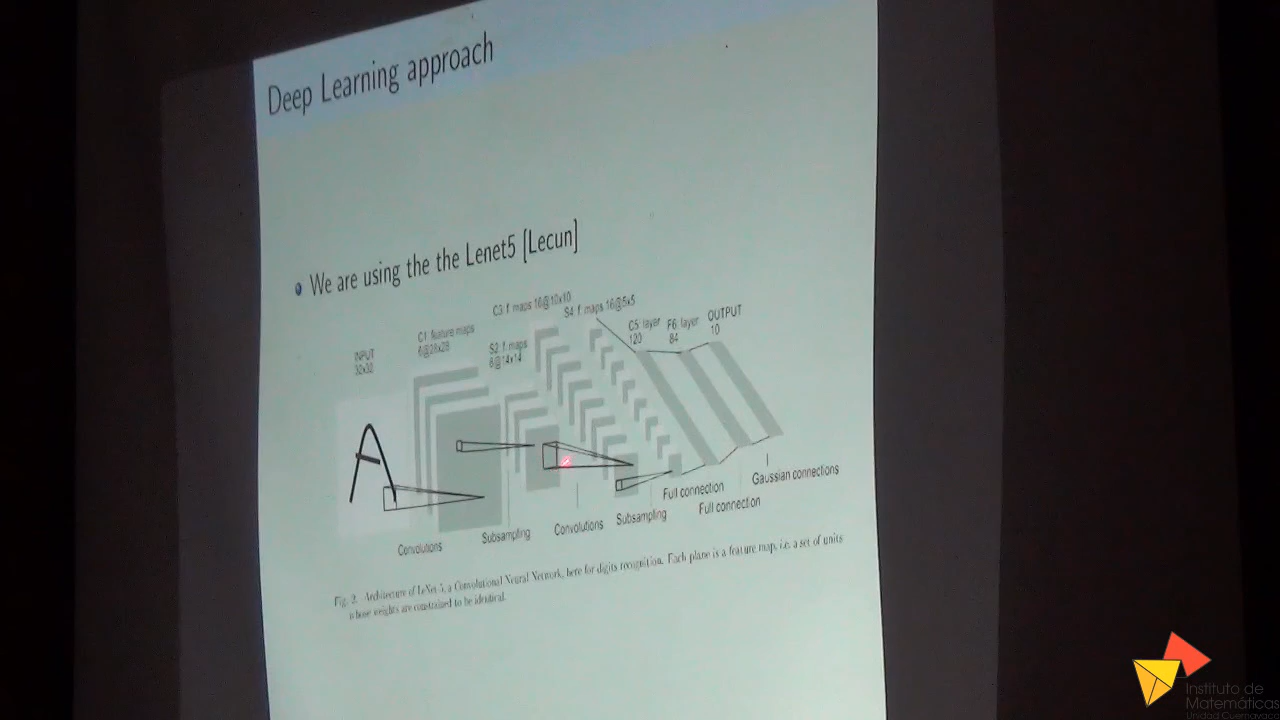 Deep Learning approach
We are using the the Lenet5 [Lecun]
INPUT
32x32
C1: feature maps
6@28x28
S2: f. maps
6@14x14
C3: f. maps 16@10x10
S4: f. maps 16@5x5
C5: layer
120
F6: layer
84
OUTPUT
10
Convolutions
Subsampling
Convolutions
Subsampling
Full connection
Full connection
Gaussian connections
Fig. 2. Architecture of LeNet-5, a Convolutional Neural Network, here for digits recognition. Each plane is a feature map, i.e. a set of units
whose weights are constrained to be identical.
Instituto de
Matemáticas
Unidad Cuernavaca